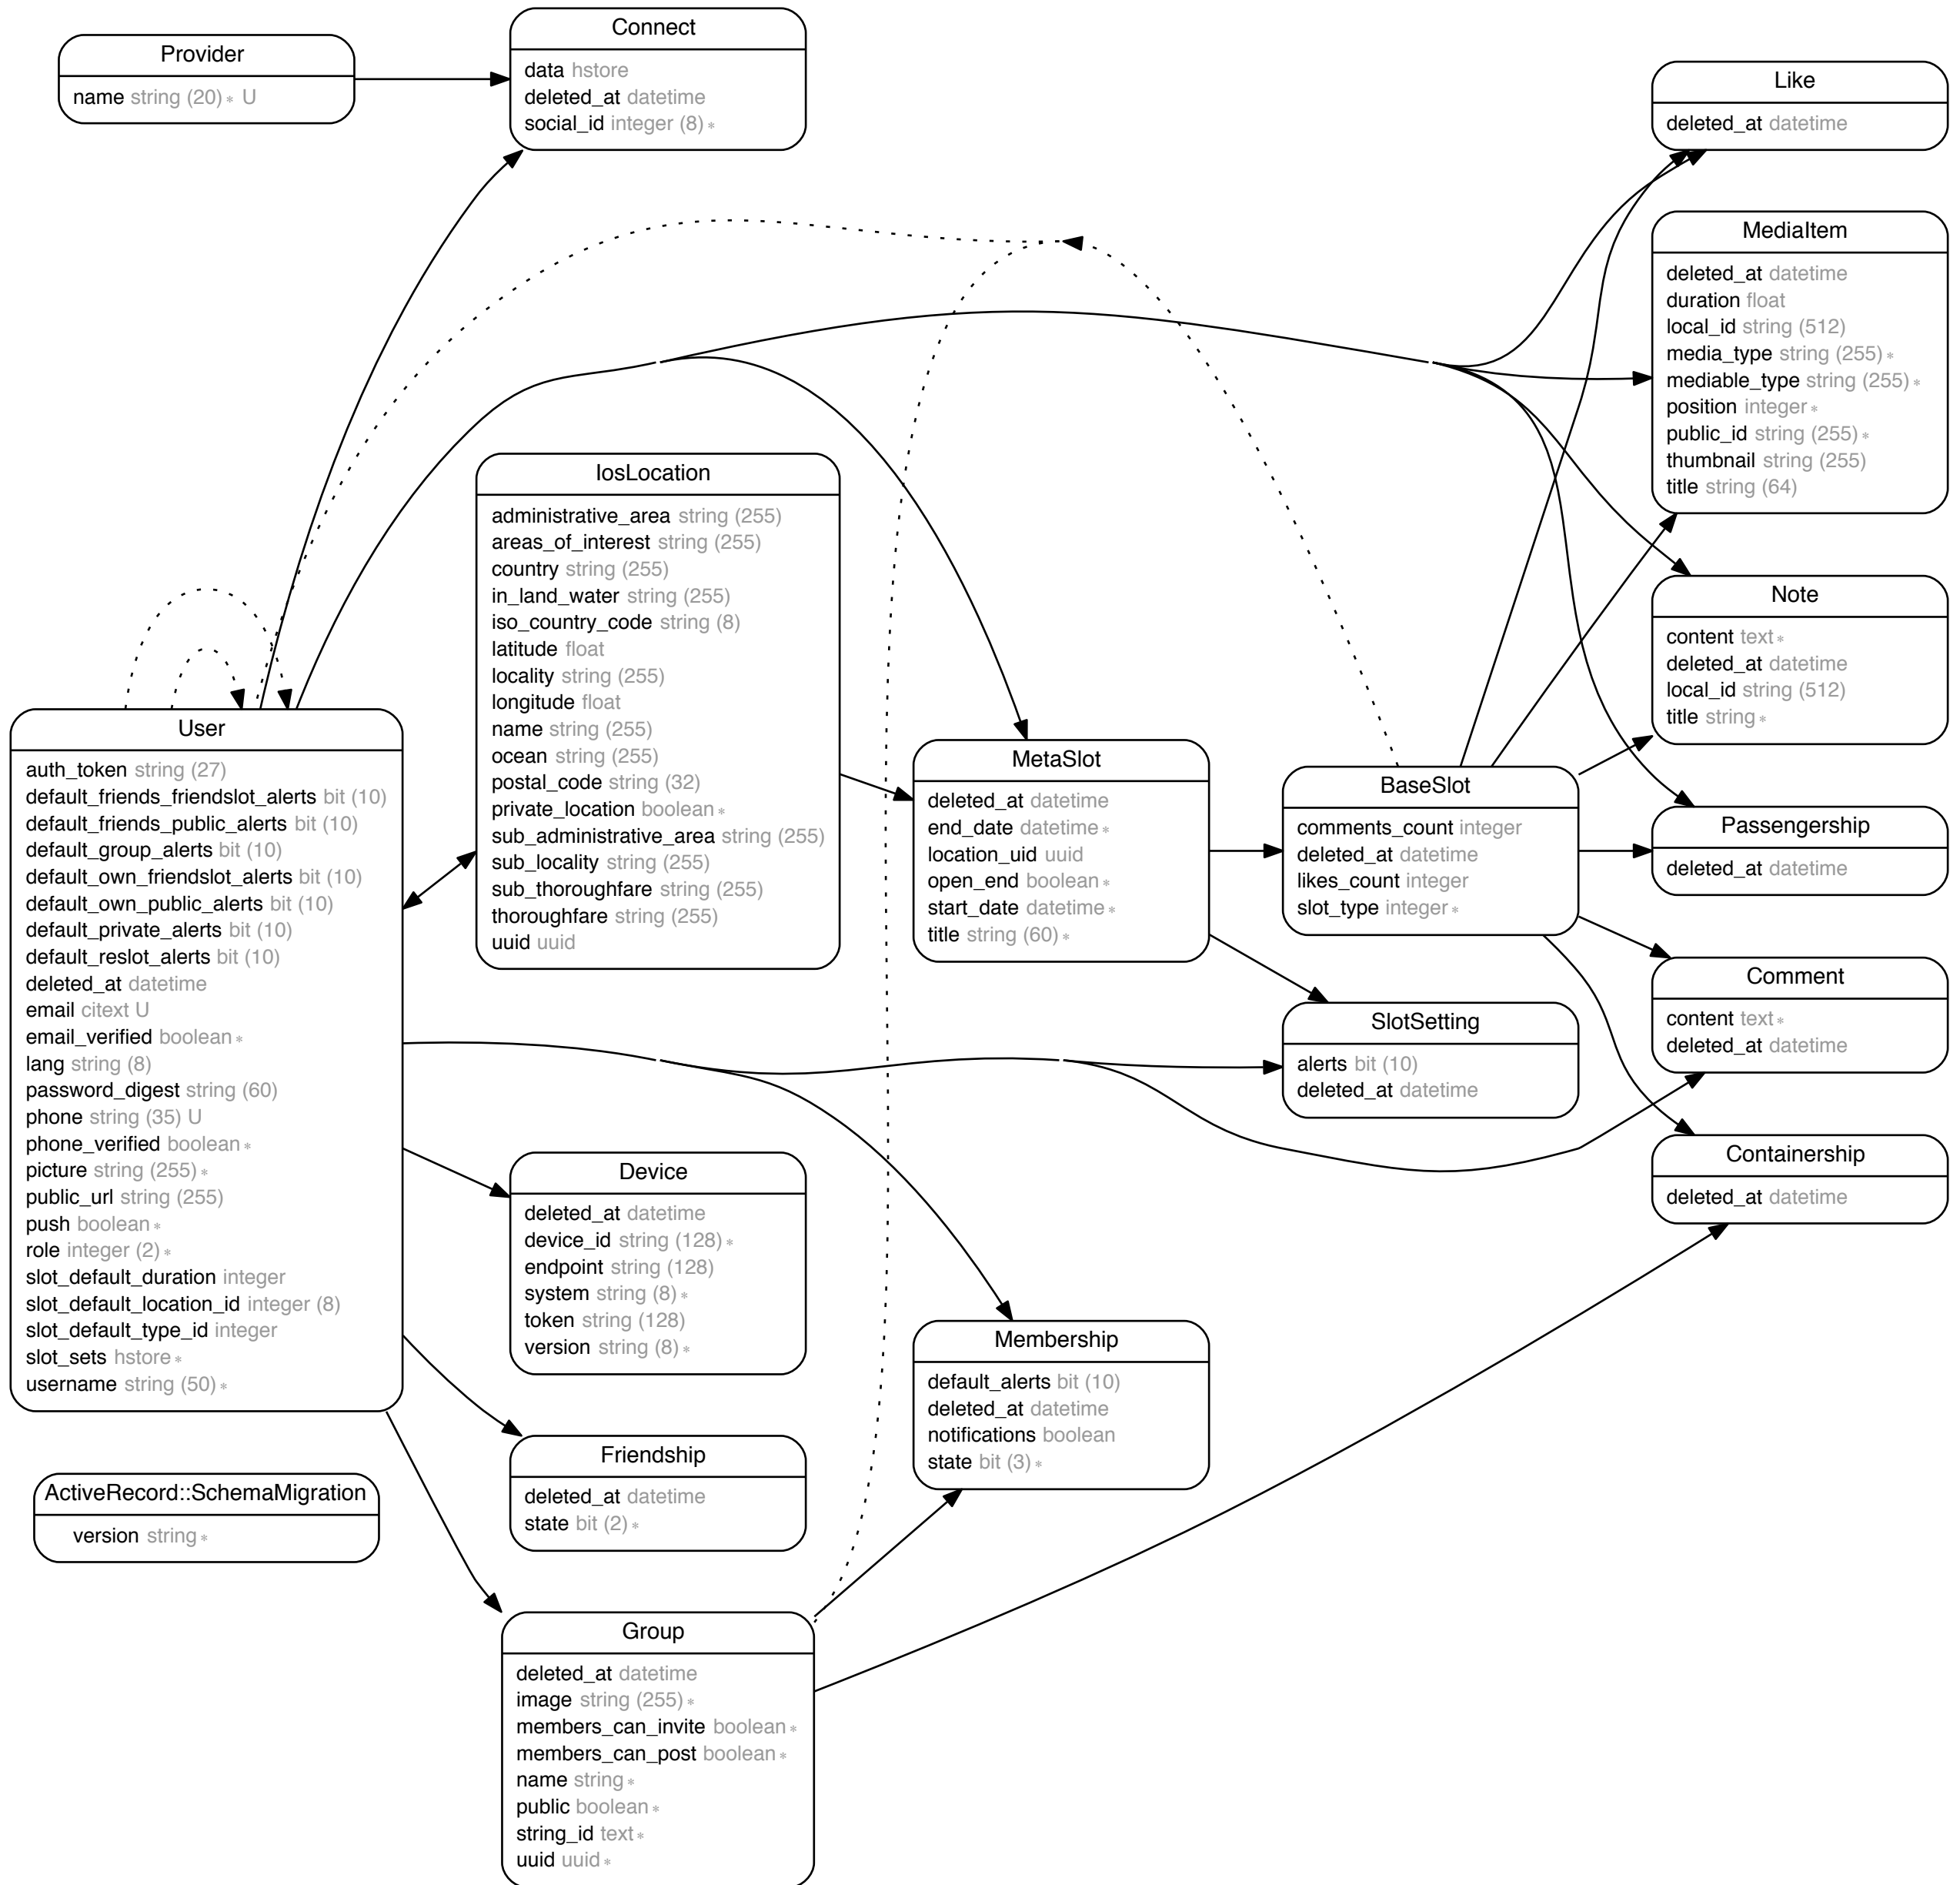 Provider
name string (20)∗ U
Connect
data hstore
deleted_at datetime
social_id integer (8)∗
Like
deleted_at datetime
MediaItem
deleted_at datetime
duration float
local_id string (512)
media_type string (255)∗
mediable_type string (255)∗
position integer∗
public_id string (255)∗
thumbnail string (255)
title string (64)
IosLocation
administrative_area string (255)
areas_of_interest string (255)
country string (255)
in_land_water string (255)
iso_country_code string (8)
latitude float
locality string (255)
longitude float
name string (255)
ocean string (255)
postal_code string (32)
private_location boolean∗
sub_administrative_area string (255)
sub_locality string (255)
sub_thoroughfare string (255)
thoroughfare string (255)
uuid uuid
Note
content text∗
deleted_at datetime
local_id string (512)
title string∗
User
auth_token string (27)
default_friends_friendslot_alerts bit (10)
default_friends_public_alerts bit (10)
default_group_alerts bit (10)
default_own_friendslot_alerts bit (10)
default_own_public_alerts bit (10)
default_private_alerts bit (10)
default_reslot_alerts bit (10)
deleted_at datetime
email citext U
email_verified boolean∗
lang string (8)
password_digest string (60)
phone string (35) U
phone_verified boolean∗
picture string (255)∗
public_url string (255)
push boolean∗
role integer (2)∗
slot_default_duration integer
slot_default_location_id integer (8)
slot_default_type_id integer
slot_sets hstore∗
username string (50)∗
MetaSlot
deleted_at datetime
end_date datetime∗
location_uid uuid
open_end boolean∗
start_date datetime∗
title string (60)∗
BaseSlot
comments_count integer
deleted_at datetime
likes_count integer
slot_type integer∗
Passengership
deleted_at datetime
Comment
content text∗
deleted_at datetime
SlotSetting
alerts bit (10)
deleted_at datetime
Containership
deleted_at datetime
Device
deleted_at datetime
device_id string (128)∗
endpoint string (128)
system string (8)∗
token string (128)
version string (8)∗
Membership
default_alerts bit (10)
deleted_at datetime
notifications boolean
state bit (3)∗
Friendship
deleted_at datetime
state bit (2)∗
ActiveRecord::SchemaMigration
version string∗
Group
deleted_at datetime
image string (255)∗
members_can_invite boolean∗
members_can_post boolean∗
name string∗
public boolean∗
string_id text∗
uuid uuid∗